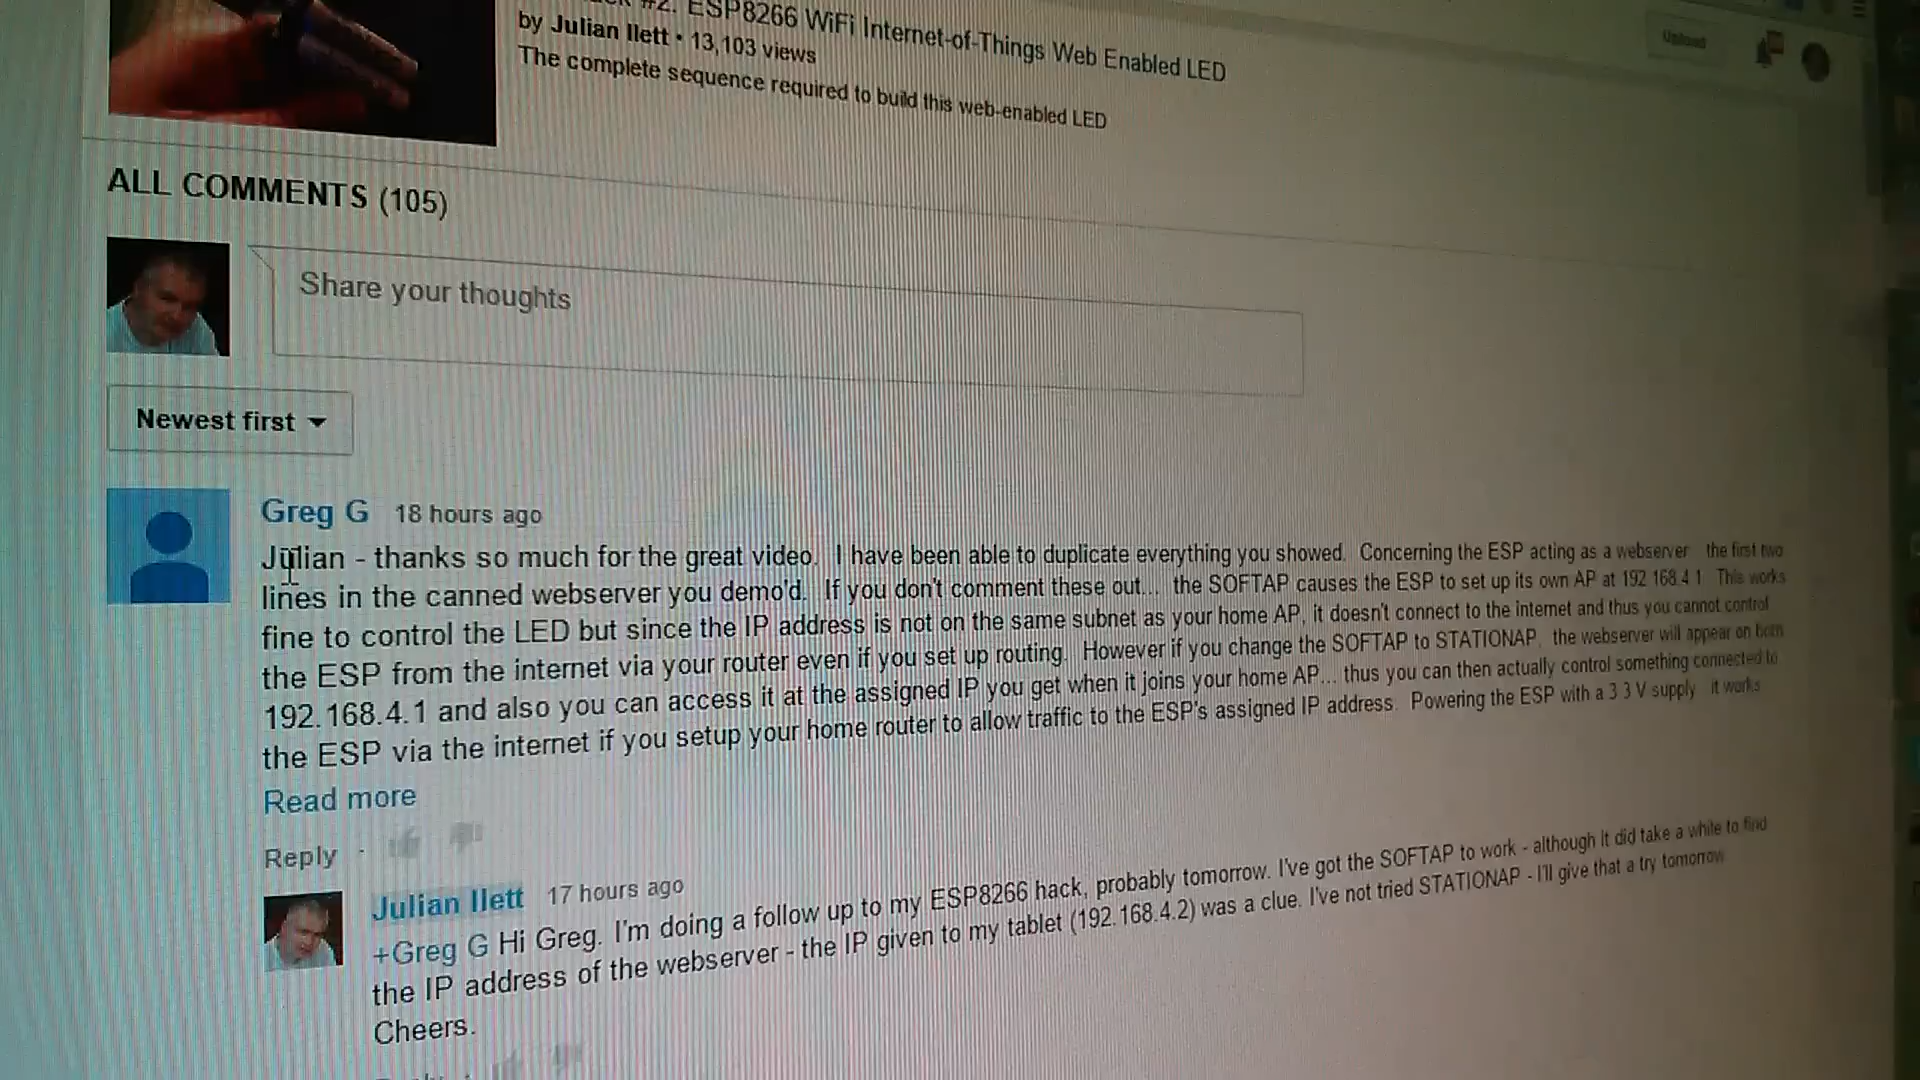 #2: ESP8266 WiFi Internet-of-Things Web Enabled LED
by Julian Ilett • 13,103 views
The complete sequence required to build this web-enabled LED
Upload
ALL COMMENTS (105)
Share your thoughts
Newest first
Greg G 18 hours ago
Julian - thanks so much for the great video. I have been able to duplicate everything you showed. Concerning the ESP acting as a webserver the first two
lines in the canned webserver you demo'd. If you don't comment these out... the SOFTAP causes the ESP to set up its own AP at 192.168.4.1 This works
fine to control the LED but since the IP address is not on the same subnet as your home AP, it doesn't connect to the internet and thus you cannot control
the ESP from the internet via your router even if you set up routing. However if you change the SOFTAP to STATIONAP, the webserver will appear on both
192.168.4.1 and also you can access it at the assigned IP you get when it joins your home AP... thus you can then actually control something connected to
the ESP via the internet if you setup your home router to allow traffic to the ESP's assigned IP address. Powering the ESP with a 3.3 V supply it works
Read more
Reply
Julian Ilett 17 hours ago
+Greg G Hi Greg. I'm doing a follow up to my ESP8266 hack, probably tomorrow. I've got the SOFTAP to work - although it did take a while to find
the IP address of the webserver - the IP given to my tablet (192.168.4.2) was a clue. I've not tried STATIONAP - I'll give that a try tomorrow
Cheers.